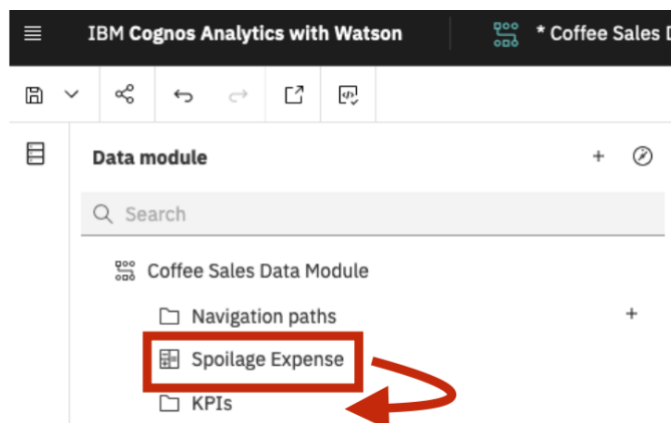 IBM Cognos Analytics with Watson
* Coffee Sales D
Data module
Search
Coffee Sales Data Module
Navigation paths
Spoilage Expense
KPIs